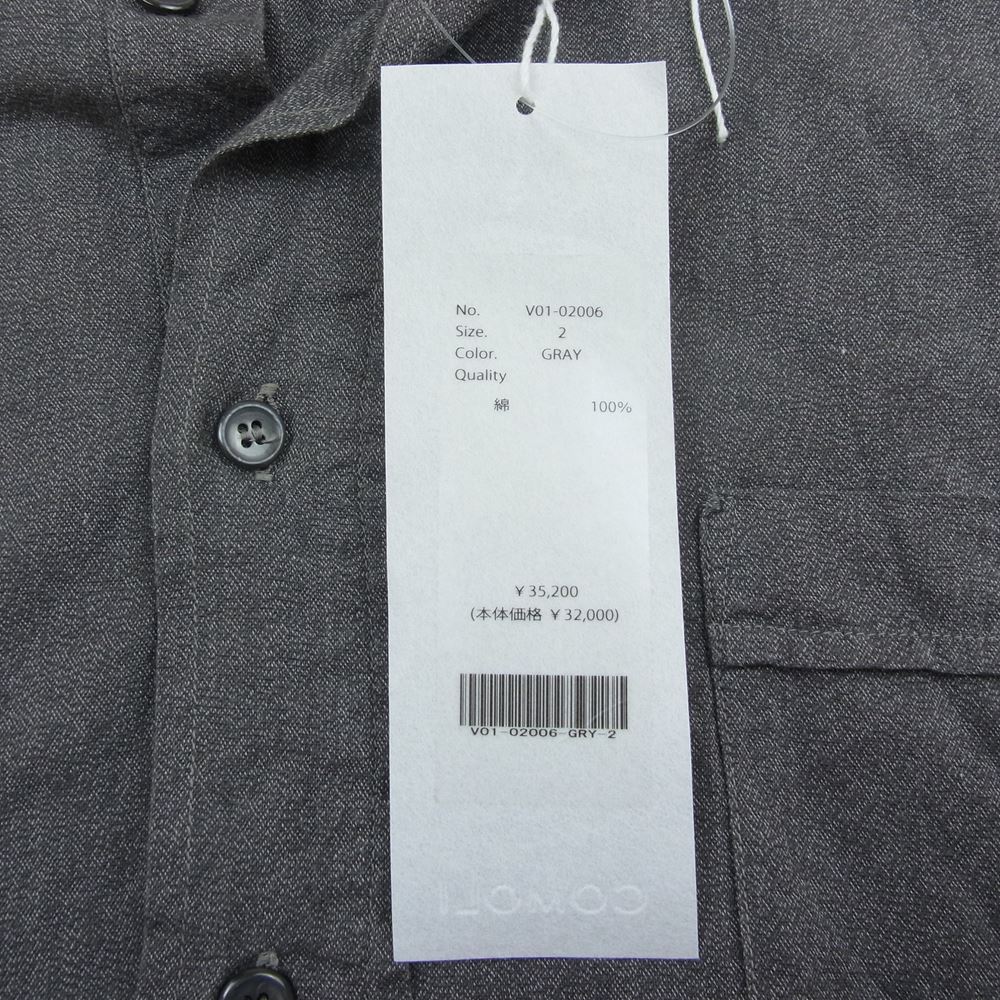 No. V01-02006
Size. 2
Color. GRAY
Quality
綿 100%
¥35,200
(本体価格 ¥32,000)
V01-02006-GRY-2
COMOLI